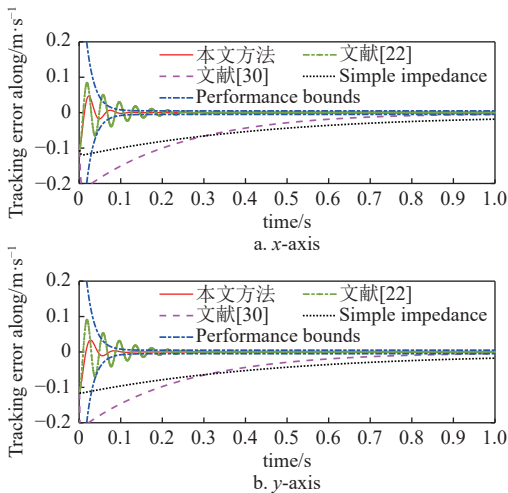 Tracking error along/m·s⁻¹
0.2
0.1
0
−0.1
−0.2
本文方法 文献[22]
文献[30] Simple impedance
Performance bounds
0 0.1 0.2 0.3 0.4 0.5 0.6 0.7 0.8 0.9 1.0
time/s
a. x-axis
Tracking error along/m·s⁻¹
0.2
0.1
0
−0.1
−0.2
本文方法 文献[22]
文献[30] Simple impedance
Performance bounds
0 0.1 0.2 0.3 0.4 0.5 0.6 0.7 0.8 0.9 1.0
time/s
b. y-axis